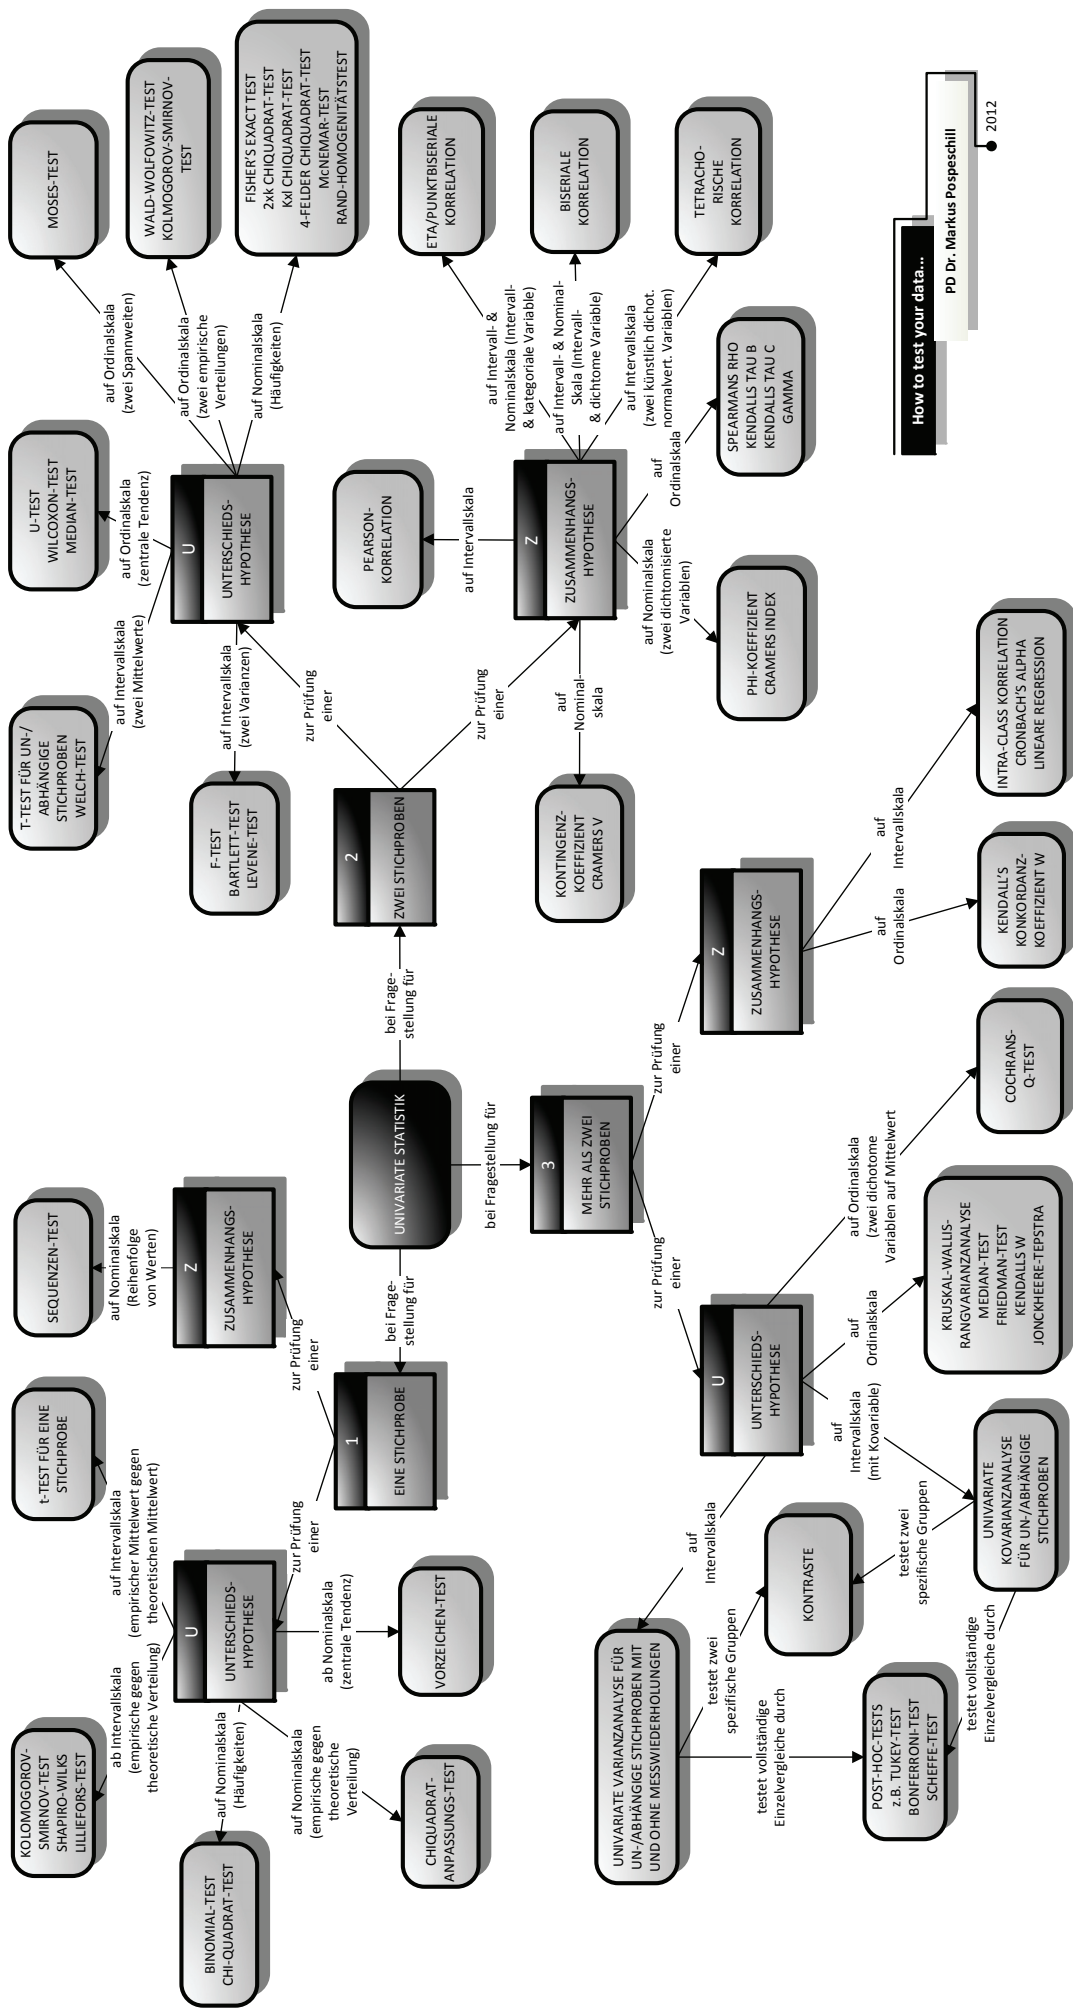 KOLOMOGOROV-
SMIRNOV-TEST
SHAPIRO-WILKS
LILLIEFORS-TEST
t-TEST FÜR EINE
STICHPROBE
SEQUENZEN-TEST
ab Intervallskala
(empirische gegen
theoretische Verteilung)
auf Intervallskala
(empirischer Mittelwert gegen
theoretischen Mittelwert)
auf Nominalskala
(Reihenfolge
von Werten)
BINOMIAL-TEST
CHI-QUADRAT-TEST
auf Nominalskala
(Häufigkeiten)
U
UNTERSCHIEDS-
HYPOTHESE
Z
ZUSAMMENHANGS-
HYPOTHESE
auf Nominalskala
(empirische gegen
theoretische
Verteilung)
ab Nominalskala
(zentrale Tendenz)
zur Prüfung
einer
zur Prüfung
einer
CHIQUADRAT-
ANPASSUNGS-TEST
VORZEICHEN-TEST
1
EINE STICHPROBE
bei Frage-
stellung für
UNIVARIATE STATISTIK
bei Frage-
stellung für
2
ZWEI STICHPROBEN
T-TEST FÜR UN-/
ABHÄNGIGE
STICHPROBEN
WELCH-TEST
U-TEST
WILCOXON-TEST
MEDIAN-TEST
MOSES-TEST
auf Intervallskala
(zwei Mittelwerte)
auf Ordinalskala
(zentrale Tendenz)
auf Ordinalskala
(zwei Spannweiten)
F-TEST
BARTLETT-TEST
LEVENE-TEST
auf Intervallskala
(zwei Varianzen)
U
UNTERSCHIEDS-
HYPOTHESE
auf Ordinalskala
(zwei empirische
Verteilungen)
WALD-WOLFOWITZ-TEST
KOLMOGOROV-SMIRNOV-
TEST
auf Nominalskala
(Häufigkeiten)
FISHER'S EXACT TEST
2xk CHIQUADRAT-TEST
Kxl CHIQUADRAT-TEST
4-FELDER CHIQUADRAT-TEST
McNEMAR-TEST
RAND-HOMOGENITÄTSTEST
zur Prüfung
einer
zur Prüfung
einer
PEARSON-
KORRELATION
auf Intervallskala
auf Intervall- &
Nominalskala (Intervall-
& kategoriale Variable)
ETA/PUNKTBISERIALE
KORRELATION
KONTINGENZ-
KOEFFIZIENT
CRAMERS V
auf
Nominal-
skala
Z
ZUSAMMENHANGS-
HYPOTHESE
auf Intervall- & Nominal-
Skala (Intervall-
& dichtome Variable)
BISERIALE
KORRELATION
auf Intervallskala
(zwei künstlich dichot.
normalvert. Variablen)
TETRACHO-
RISCHE
KORRELATION
auf Nominalskala
(zwei dichtomisierte
Variablen)
auf
Ordinalskala
PHI-KOEFFIZIENT
CRAMERS INDEX
SPEARMANS RHO
KENDALLS TAU B
KENDALLS TAU C
GAMMA
bei Fragestellung für
3
MEHR ALS ZWEI
STICHPROBEN
zur Prüfung
einer
zur Prüfung
einer
UNIVARIATE VARIANZANALYSE FÜR
UN-/ABHÄNGIGE STICHPROBEN MIT
UND OHNE MESSWIEDERHOLUNGEN
auf
Intervallskala
U
UNTERSCHIEDS-
HYPOTHESE
Z
ZUSAMMENHANGS-
HYPOTHESE
testet vollständige
Einzelvergleiche durch
testet zwei
spezifische Gruppen
KONTRASTE
auf
Intervallskala
(mit Kovariable)
auf
Ordinalskala
auf Ordinalskala
(zwei dichotome
Variablen auf Mittelwert
auf
Ordinalskala
auf
Intervallskala
POST-HOC-TESTS
z.B. TUKEY-TEST
BONFERRONI-TEST
SCHEFFE-TEST
testet vollständige
Einzelvergleiche durch
testet zwei
spezifische Gruppen
UNIVARIATE
KOVARIANZANALYSE
FÜR UN-/ABHÄNGIGE
STICHPROBEN
KRUSKAL-WALLIS-
RANGVARIANZANALYSE
MEDIAN-TEST
FRIEDMAN-TEST
KENDALLS W
JONCKHEERE-TEPSTRA
COCHRANS-
Q-TEST
KENDALL'S
KONKORDANZ-
KOEFFIZIENT W
INTRA-CLASS KORRELATION
CRONBACH'S ALPHA
LINEARE REGRESSION
How to test your data...
PD Dr. Markus Pospeschill
2012